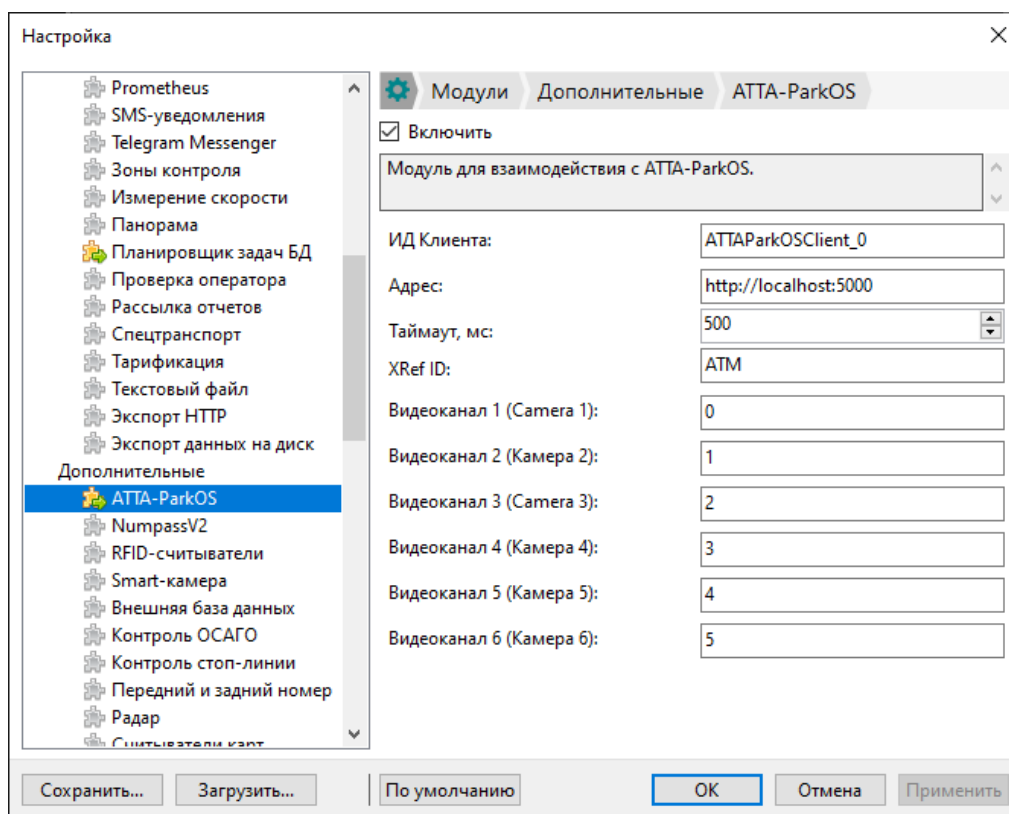 Настройка
Prometheus
SMS-уведомления
Telegram Messenger
Зоны контроля
Измерение скорости
Панорама
Планировщик задач БД
Проверка оператора
Рассылка отчетов
Спецтранспорт
Тарификация
Текстовый файл
Экспорт HTTP
Экспорт данных на диск
Дополнительные
ATTA-ParkOS
NumpassV2
RFID-считыватели
Smart-камера
Внешняя база данных
Контроль ОСАГО
Контроль стоп-линии
Передний и задний номер
Радар
Считыватели карт
Модули Дополнительные ATTA-ParkOS
Включить
Модуль для взаимодействия с ATTA-ParkOS.
ИД Клиента: ATTAParkOSClient_0
Адрес: http://localhost:5000
Таймаут, мс: 500
XRef ID: ATM
Видеоканал 1 (Camera 1): 0
Видеоканал 2 (Камера 2): 1
Видеоканал 3 (Camera 3): 2
Видеоканал 4 (Камера 4): 3
Видеоканал 5 (Камера 5): 4
Видеоканал 6 (Камера 6): 5
Сохранить... Загрузить... По умолчанию OK Отмена Применить